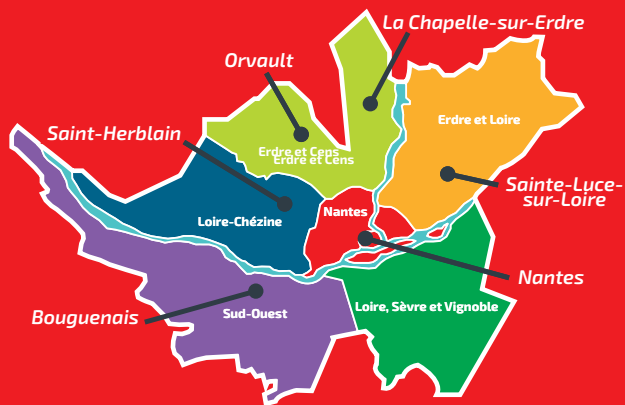 La Chapelle-sur-Erdre
Orvault
Erdre et Loire
Saint-Herblain
Erdre et Cens
Erdre et Cens
Sainte-Luce-
sur-Loire
Nantes
Loire-Chézine
Nantes
Loire, Sèvre et Vignoble
Bouguenais
Sud-Ouest